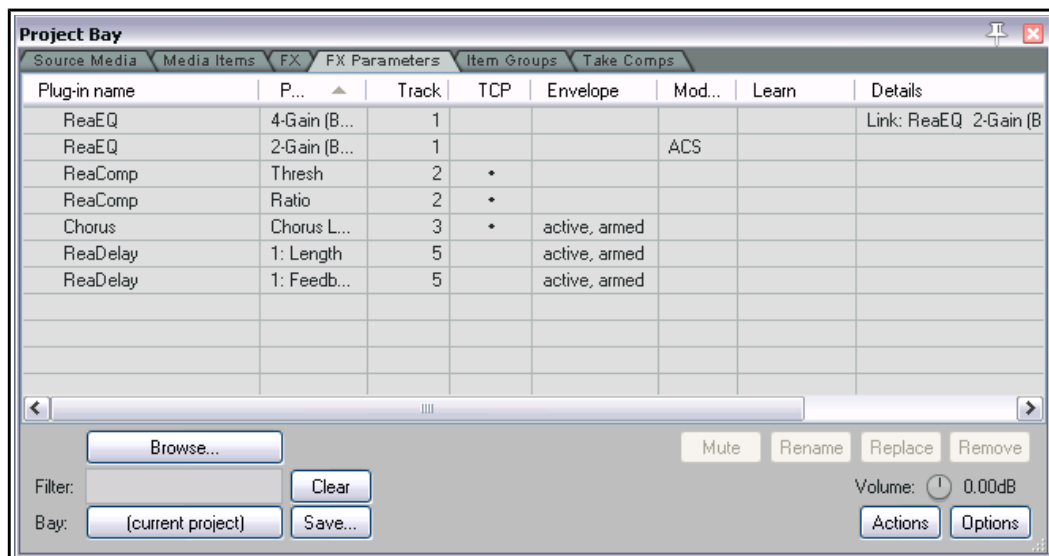 Project Bay
Source Media Media Items FX FX Parameters Item Groups Take Comps
Plug-in name P... Track TCP Envelope Mod... Learn Details
ReaEQ 4-Gain (B... 1 Link: ReaEQ 2-Gain (B
ReaEQ 2-Gain (B... 1 ACS
ReaComp Thresh 2 •
ReaComp Ratio 2 •
Chorus Chorus L... 3 • active, armed
ReaDelay 1: Length 5 active, armed
ReaDelay 1: Feedb... 5 active, armed
Browse... Mute Rename Replace Remove
Filter: Clear Volume: 0.00dB
Bay: (current project) Save... Actions Options